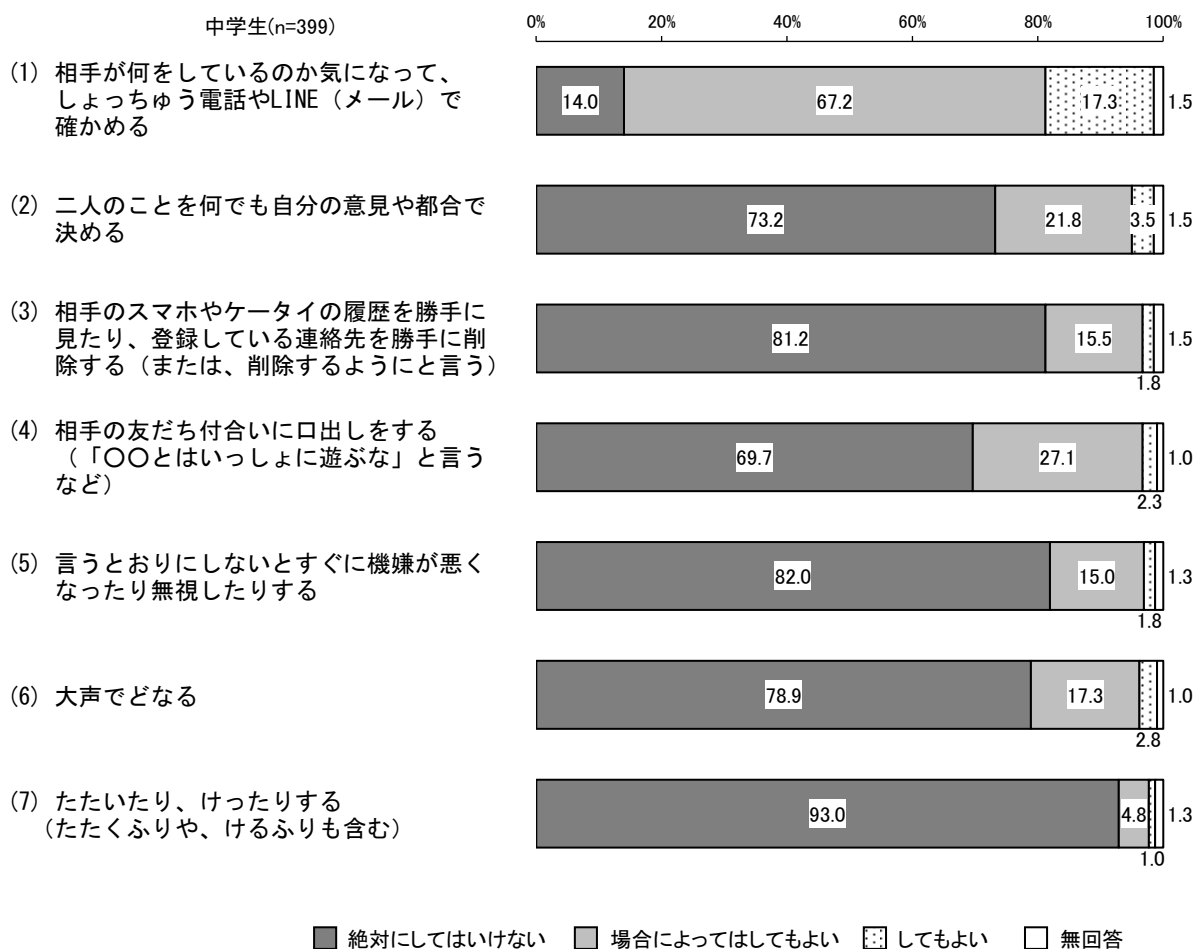 中学生(n=399)
0% 20% 40% 60% 80% 100%
(1) 相手が何をしているのか気になって、
しょっちゅう電話やLINE（メール）で
確かめる
14.0 67.2 17.3 1.5
(2) 二人のことを何でも自分の意見や都合で
決める
73.2 21.8 3.5 1.5
(3) 相手のスマホやケータイの履歴を勝手に
見たり、登録している連絡先を勝手に削
除する（または、削除するようにと言う）
81.2 15.5 1.5
1.8
(4) 相手の友だち付合いに口出しをする
（「〇〇とはいっしょに遊ぶな」と言う
など）
69.7 27.1 1.0
2.3
(5) 言うとおりにしないとすぐに機嫌が悪く
なったり無視したりする
82.0 15.0 1.3
1.8
(6) 大声でどなる
78.9 17.3 1.0
2.8
(7) たたいたり、けったりする
（たたくふりや、けるふりも含む）
93.0 4.8 1.3
1.0
絶対にしてはいけない 場合によってはしてもよい してもよい 無回答